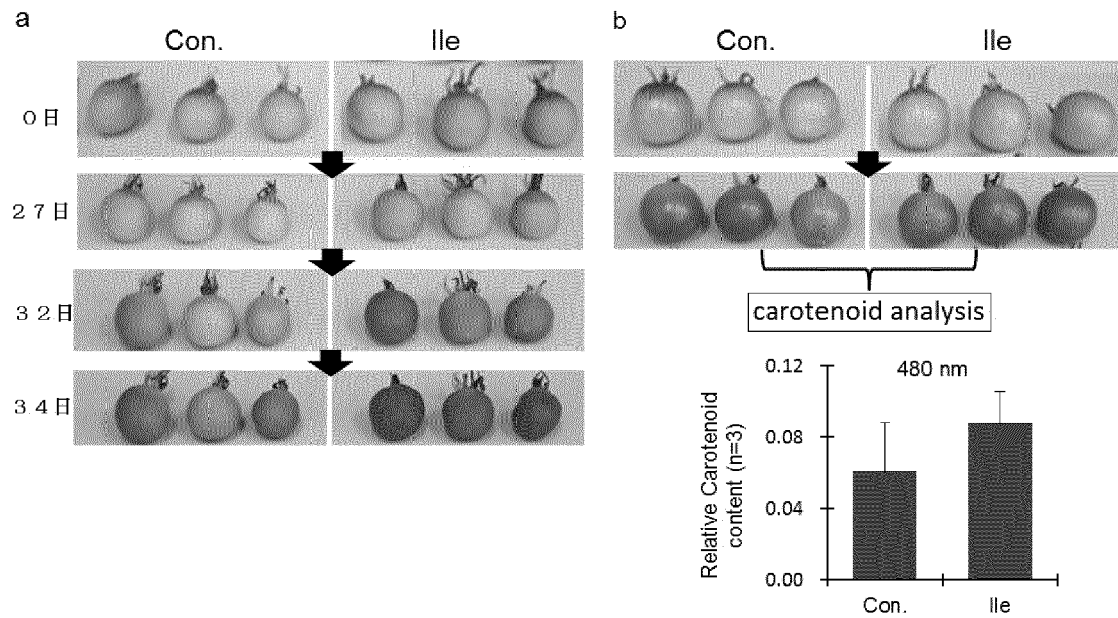 a
Con. Ile
0日
27日
32日
34日
b
Con. Ile
carotenoid analysis
480 nm
Relative Carotenoid
content (n=3)
0.12
0.08
0.04
0.00
Con. Ile